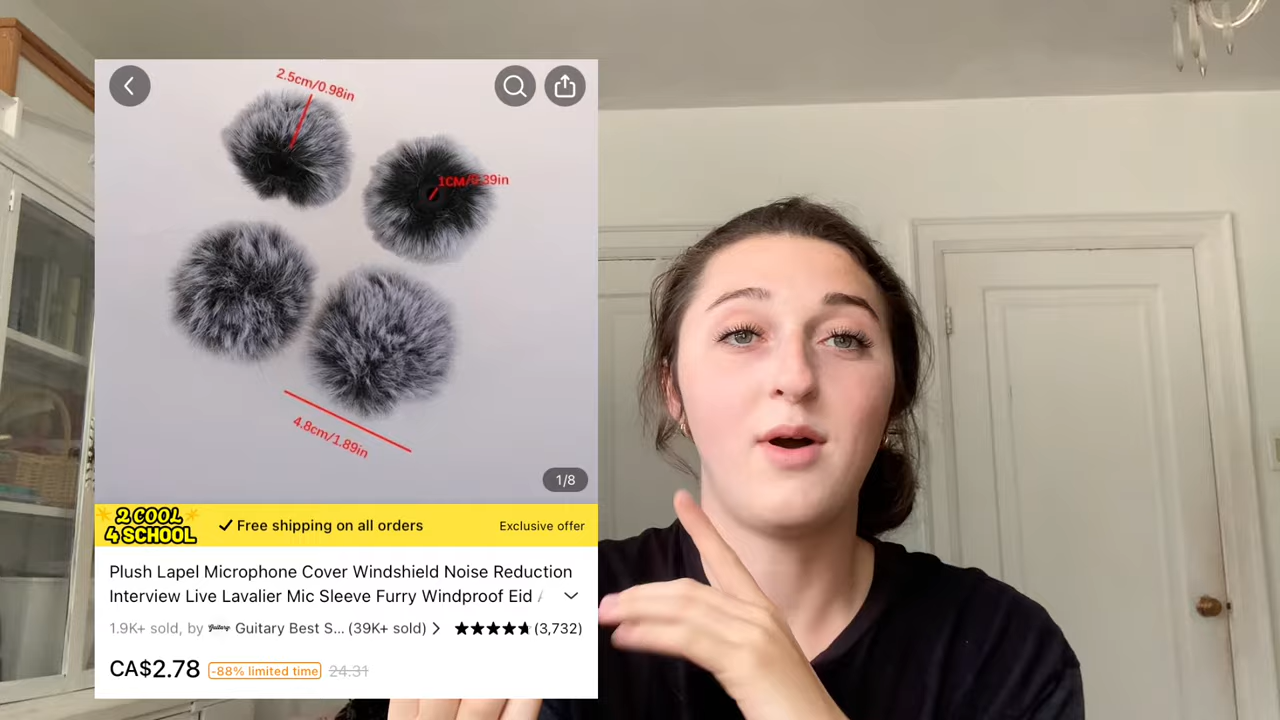 2.5cm/0.98in
1CM/0.39in
4.8cm/1.89in
1/8
2 COOL
4 SCHOOL
✓ Free shipping on all orders
Exclusive offer
Plush Lapel Microphone Cover Windshield Noise Reduction
Interview Live Lavalier Mic Sleeve Furry Windproof Eid
1.9K+ sold, by Guitary Guitary Best S... (39K+ sold) > ★★★★★ (3,732)
CA$2.78 -88% limited time 24.31